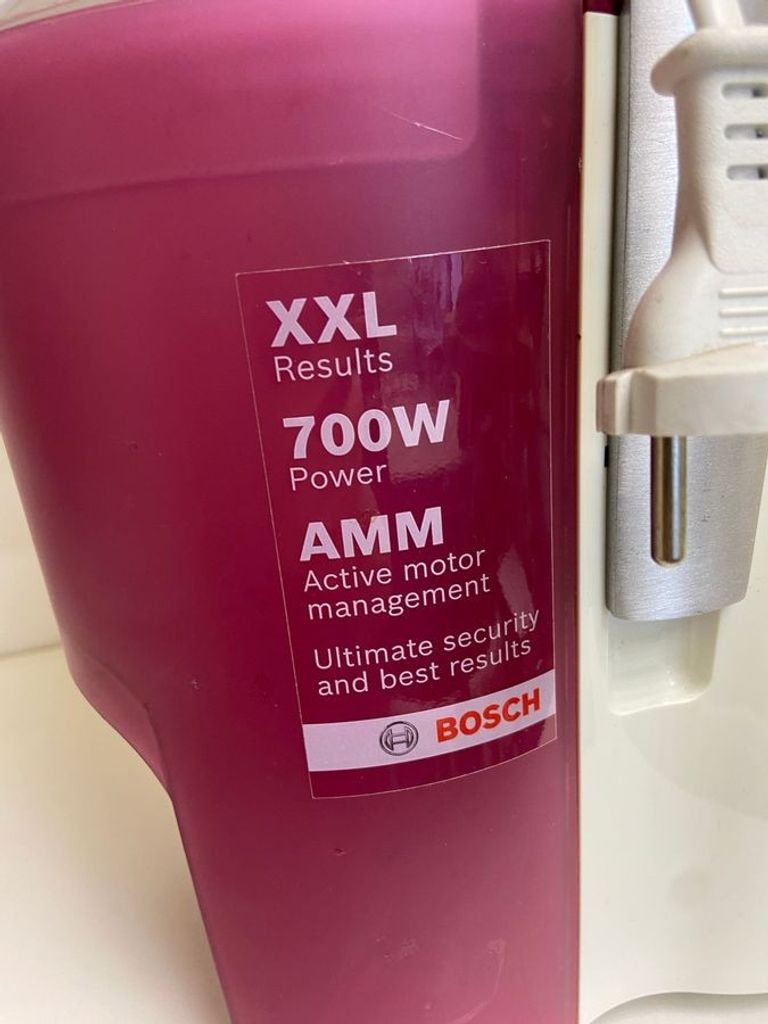 XXL
Results
700W
Power
AMM
Active motor
management
Ultimate security
and best results
BOSCH